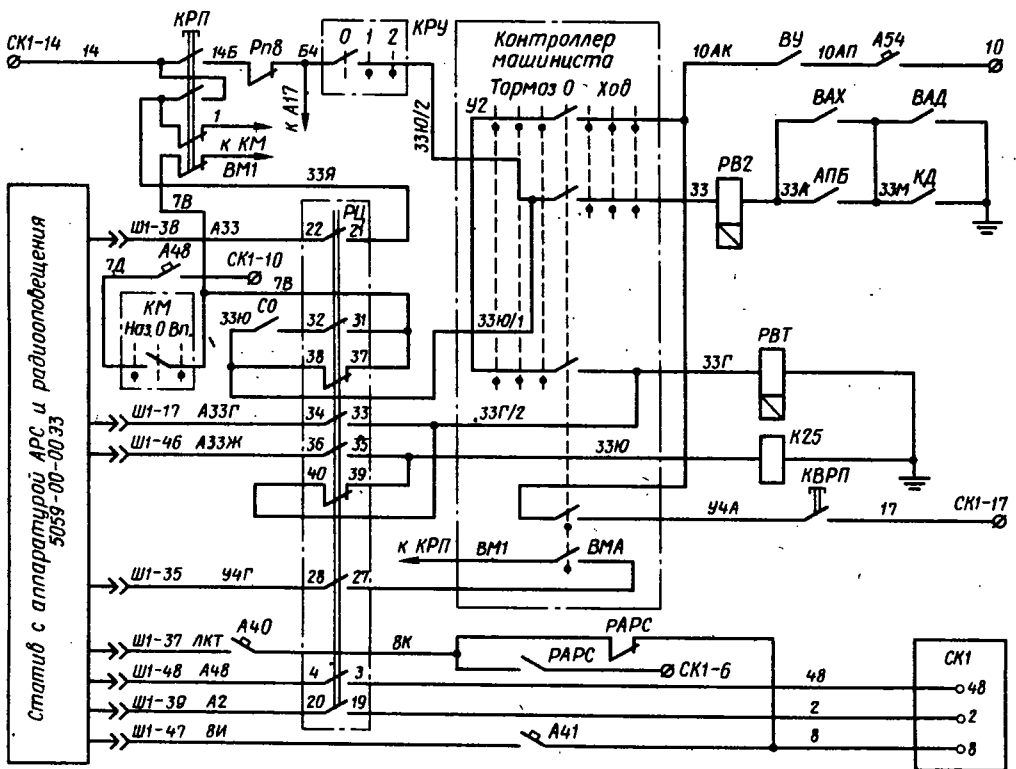 КРП
СК1-14
14
14Б
Рп8
Б4
0
1
2
КРУ
к А17
33Ю/2
Контроллер
машиниста
Тормоз 0 Ход
У2
10АК
ВУ
10АП
А54
10
ВАХ
ВАД
РВ2
33
33А
АПБ
33М
КД
1
к КМ
ВМ1
7В
33Я
РЦ
Ш1-38
А33
22
21
7Д
А48
СК1-10
7В
КМ
Наз. 0 Вп.
33Ю
СО
32
31
38
37
33Ю/1
РВТ
33Г
Ш1-17
А33Г
34
33
33Г/2
Ш1-46
А33Ж
36
35
33Ю
К25
40
39
КВРП
У4А
17
СК1-17
к КРП
ВМ1
ВМА
Ш1-35
У4Г
28
27
Ш1-37
ЛКТ
А40
8К
РАРС
РАРС
СК1-6
СК1
Ш1-48
А48
4
3
48
48
Ш1-39
А2
20
19
2
2
Ш1-47
8И
А41
8
8
Статив с аппаратурой АРС и радиооповещения
5059-00-0033